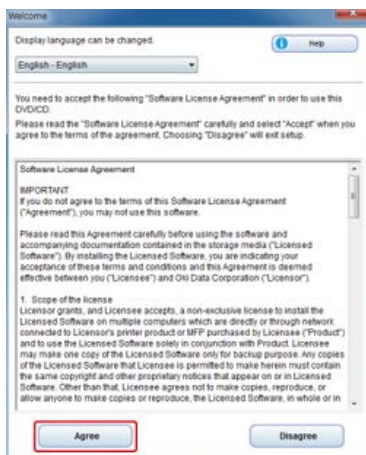 Welcome
Display language can be changed.
Help
English - English
You need to accept the following "Software License Agreement" in order to use this
DVD/CD.
Please read the "Software License Agreement" carefully and select "Accept" when you
agree to the terms of the agreement. Choosing "Disagree" will exit setup.
Software License Agreement
IMPORTANT
If you do not agree to the terms of this Software License Agreement
("Agreement"), you may not use this software.
Please read this Agreement carefully before using the software and
accompanying documentation contained in the storage media ("Licensed
Software"). By installing the Licensed Software, you are indicating your
acceptance of these terms and conditions and this Agreement is deemed
effective between you ("Licensee") and Oki Data Corporation ("Licensor").
1. Scope of the license
Licensor grants, and Licensee accepts, a non-exclusive license to install the
Licensed Software on multiple computers which are directly or through network
connected to Licensor's printer product or MFP purchased by Licensee ("Product")
and to use the Licensed Software solely in conjunction with Product. Licensee
may make one copy of the Licensed Software only for backup purpose. Any copies
of the Licensed Software that Licensee is permitted to make herein must contain
the same copyright and other proprietary notices that appear on or in Licensed
Software. Other than that, Licensee agrees not to make copies, reproduce, or
allow anyone to make copies or reproduce, the Licensed Software, in whole or in
Agree
Disagree